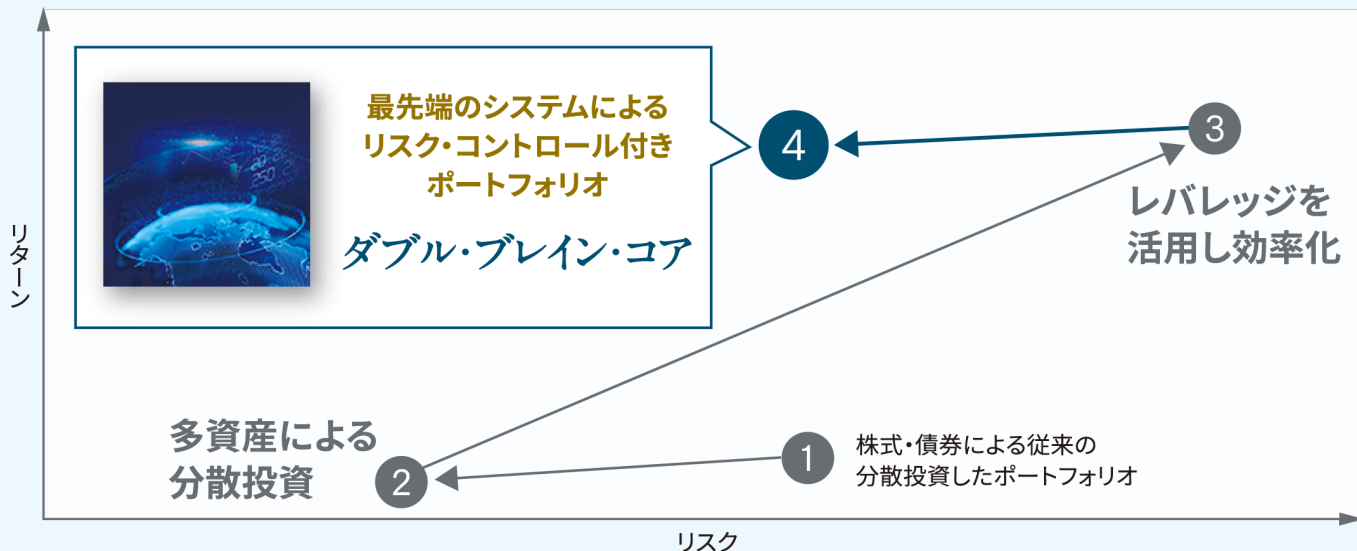 最先端のシステムによる
リスク・コントロール付き
ポートフォリオ
ダブル・ブレイン・コア
4
3
レバレッジを
活用し効率化
リターン
多資産による
分散投資
2
1
株式・債券による従来の
分散投資したポートフォリオ
リスク